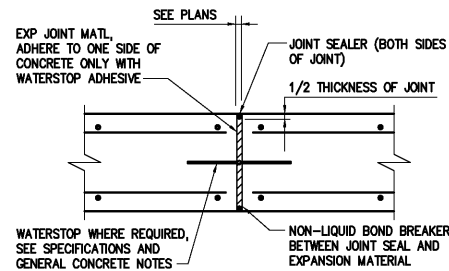 SEE PLANS
EXP JOINT MATL,
ADHERE TO ONE SIDE OF
CONCRETE ONLY WITH
WATERSTOP ADHESIVE
JOINT SEALER (BOTH SIDES
OF JOINT)
1/2 THICKNESS OF JOINT
WATERSTOP WHERE REQUIRED,
SEE SPECIFICATIONS AND
GENERAL CONCRETE NOTES
NON-LIQUID BOND BREAKER
BETWEEN JOINT SEAL AND
EXPANSION MATERIAL